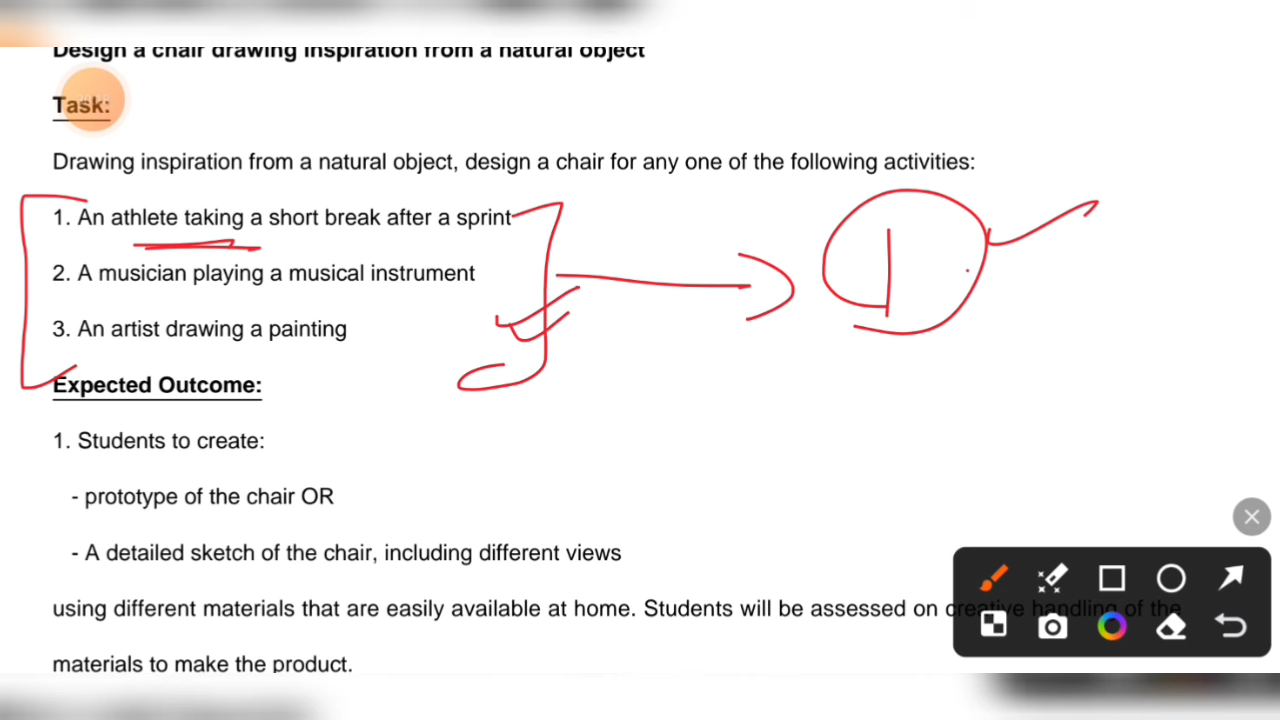 Design a chair drawing inspiration from a natural object
Task:
Drawing inspiration from a natural object, design a chair for any one of the following activities:
1. An athlete taking a short break after a sprint
2. A musician playing a musical instrument
3. An artist drawing a painting
Expected Outcome:
1. Students to create:
- prototype of the chair OR
- A detailed sketch of the chair, including different views
using different materials that are easily available at home. Students will be assessed on creative handling of the
materials to make the product.